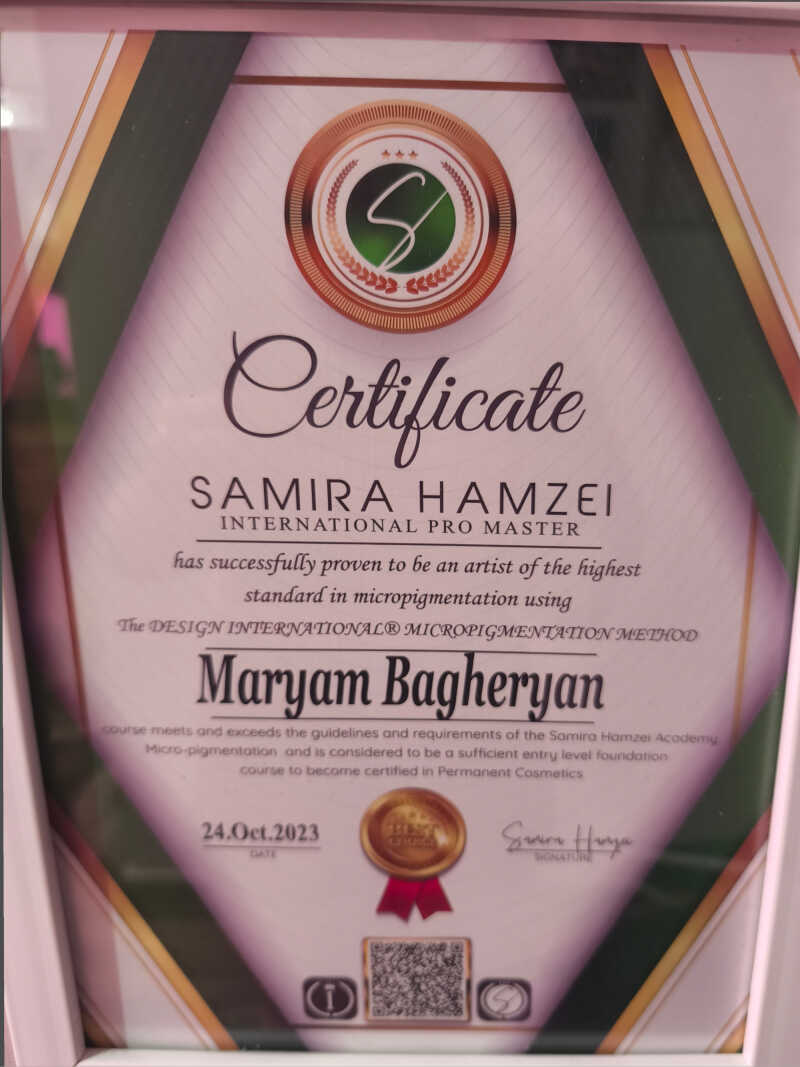 Certificate
SAMIRA HAMZEI
INTERNATIONAL PRO MASTER
has successfully proven to be an artist of the highest
standard in micropigmentation using
The DESIGN INTERNATIONAL® MICROPIGMENTATION METHOD
Maryam Bagheryan
course meets and exceeds the guidelines and requirements of the Samira Hamzei Academy
Micro-pigmentation and is considered to be a sufficient entry level foundation
course to become certified in Permanent Cosmetics
BEST
24.Oct.2023
DATE
SIGNATURE